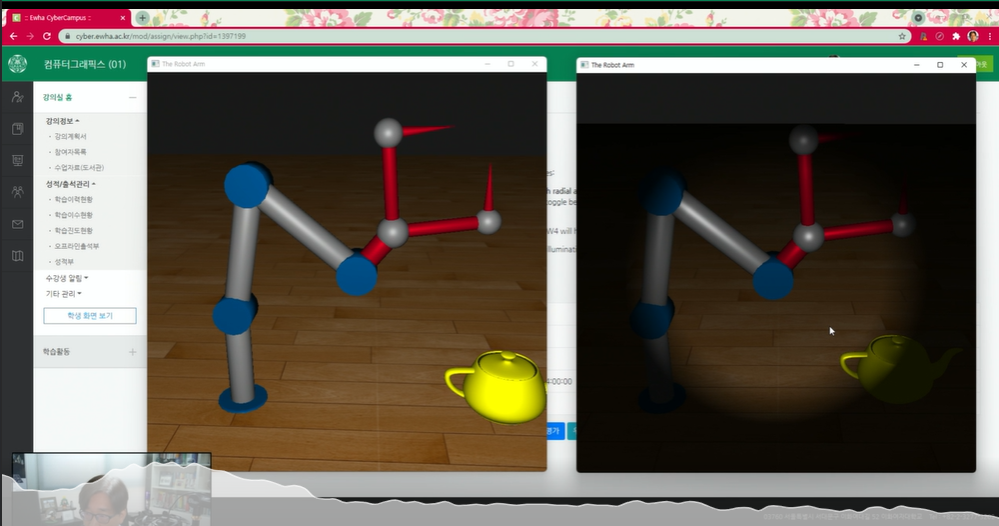 :: Ewha CyberCampus ::
cyber.ewha.ac.kr/mod/assign/view.php?id=1397199
컴퓨터그래픽스 (01)
The Robot Arm
The Robot Arm
강의실 홈
강의정보
강의계획서
참여자목록
수업자료(도서관)
성적/출석관리
학습이력현황
학습이수현황
학습진도현황
오프라인출석부
성적부
수강생 알림
기타 관리
학생 화면 보기
학습활동
es:
h radial a
toggle be
W4 will h
illuminati
:00:00
평가